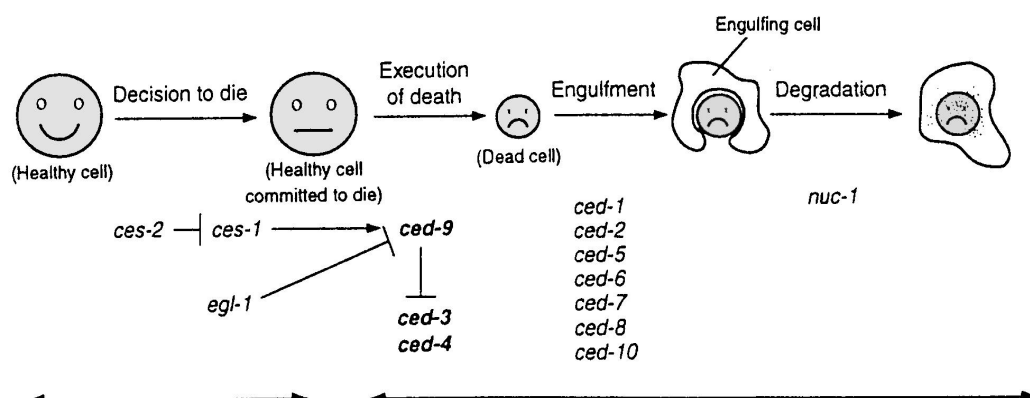 Engulfing cell
Decision to die
Execution
of death
Engulfment
Degradation
(Healthy cell)
(Healthy cell
committed to die)
(Dead cell)
ces-2
ces-1
ced-9
egl-1
ced-3
ced-4
ced-1
ced-2
ced-5
ced-6
ced-7
ced-8
ced-10
nuc-1